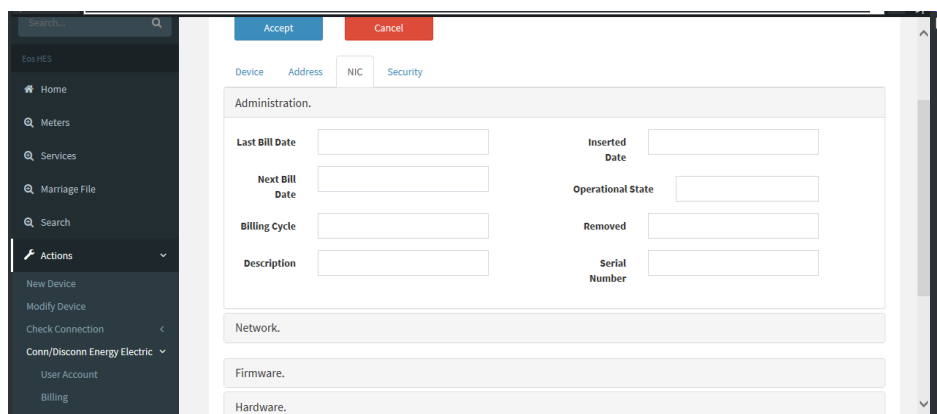 Search...
Eos HES
Home
Meters
Services
Marriage File
Search
Actions
New Device
Modify Device
Check Connection
Conn/Disconn Energy Electric
User Account
Billing
Accept Cancel
Device Address NIC Security
Administration.
Last Bill Date
Next Bill
Date
Billing Cycle
Description
Inserted
Date
Operational State
Removed
Serial
Number
Network.
Firmware.
Hardware.